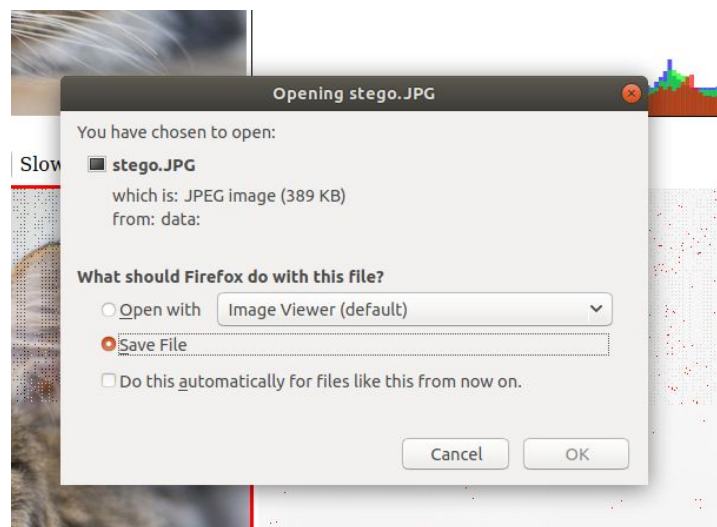 Opening stego.JPG
You have chosen to open:
Slow
stego.JPG
which is: JPEG image (389 KB)
from: data:
What should Firefox do with this file?
Open with Image Viewer (default)
Save File
Do this automatically for files like this from now on.
Cancel OK